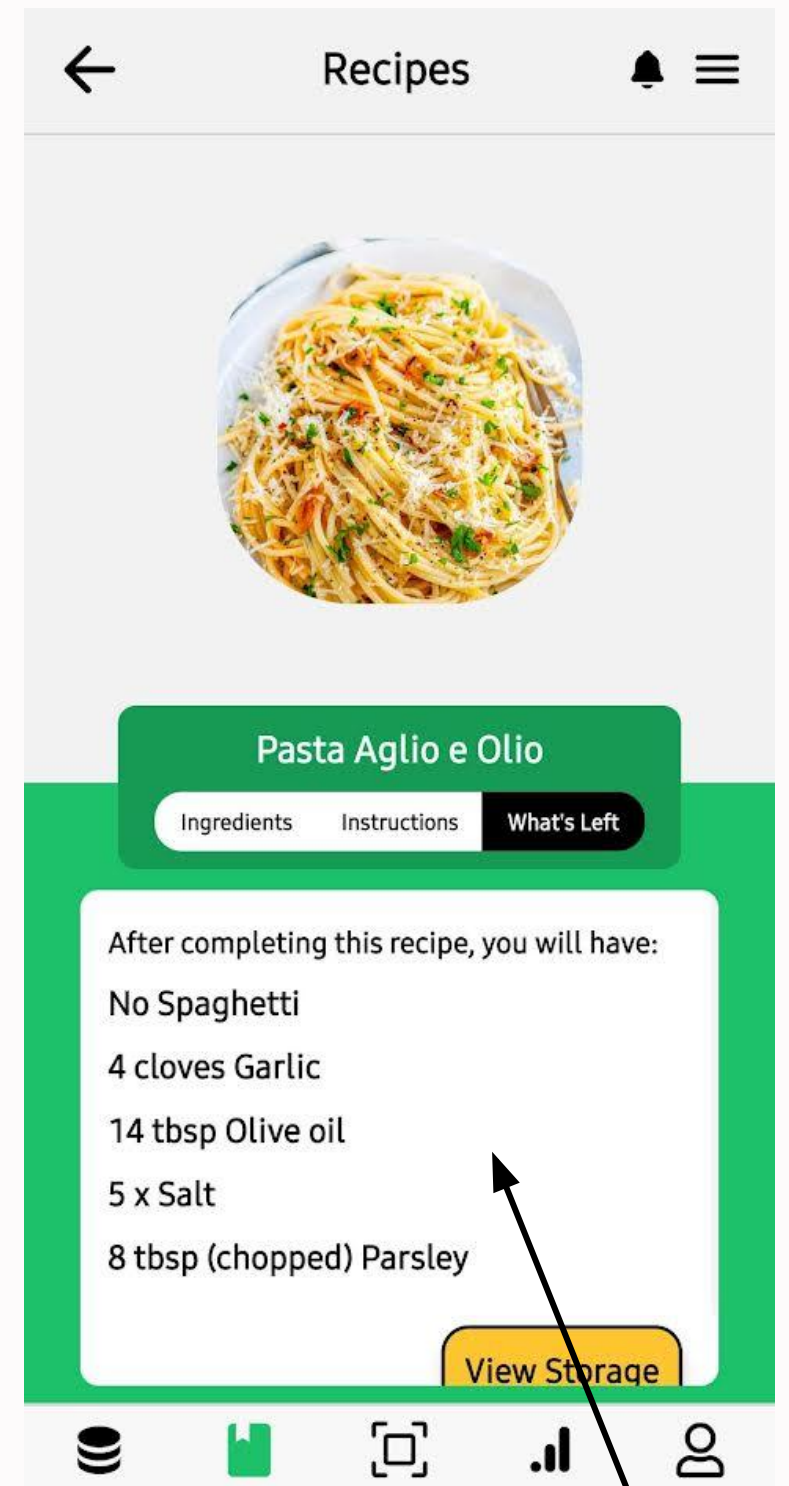 Recipes
Pasta Aglio e Olio
Ingredients Instructions What's Left
After completing this recipe, you will have:
No Spaghetti
4 cloves Garlic
14 tbsp Olive oil
5 x Salt
8 tbsp (chopped) Parsley
View Storage